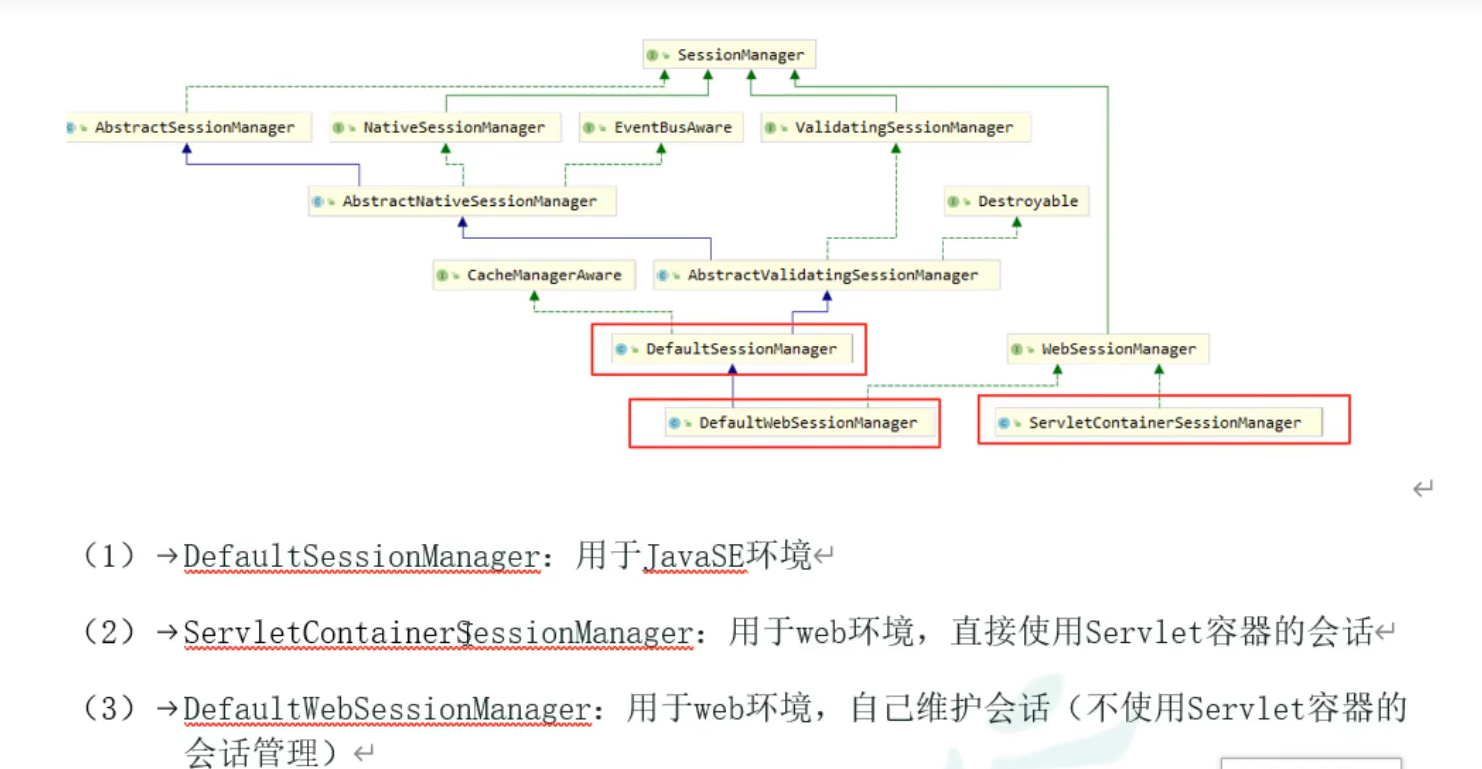 SessionManager
AbstractSessionManager NativeSessionManager EventBusAware ValidatingSessionManager
AbstractNativeSessionManager Destroyable
CacheManagerAware AbstractValidatingSessionManager
DefaultSessionManager WebSessionManager
DefaultWebSessionManager ServletContainerSessionManager
（1）→DefaultSessionManager：用于JavaSE环境↵
（2）→ServletContainerSessionManager：用于web环境，直接使用Servlet容器的会话↵
（3）→DefaultWebSessionManager：用于web环境，自己维护会话（不使用Servlet容器的
会话管理）↵